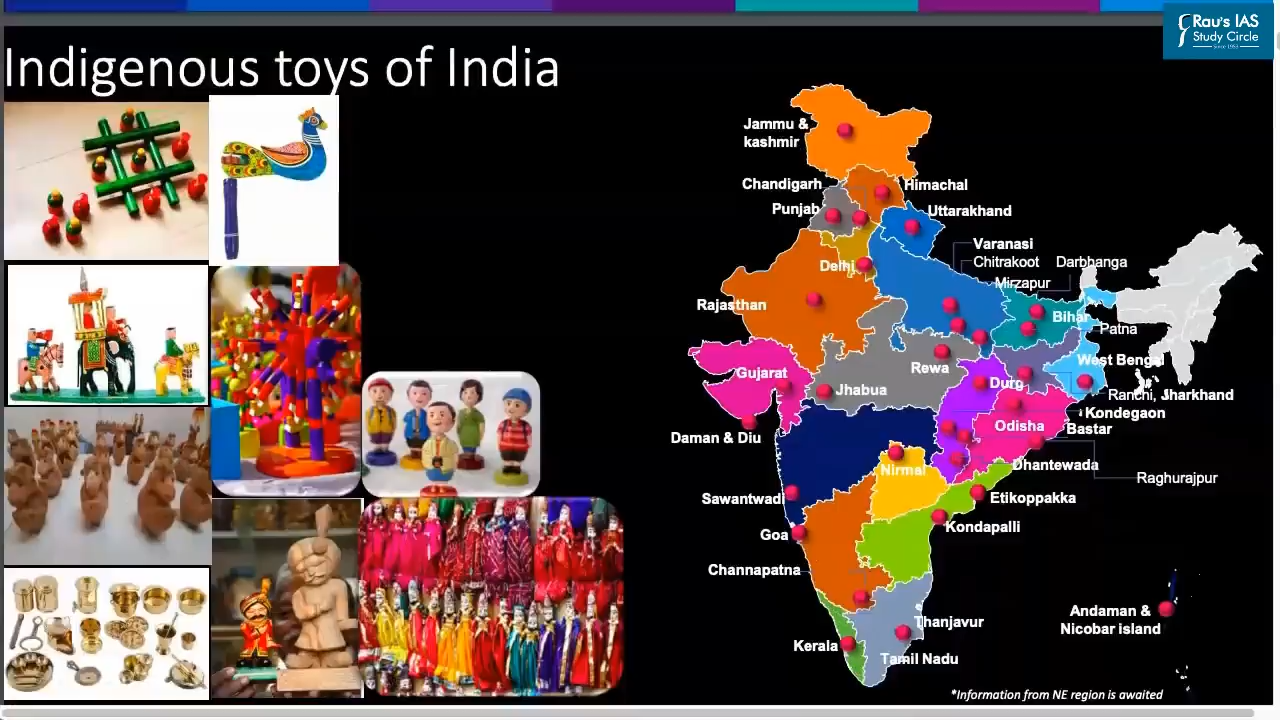 Rau's IAS
Study Circle
Since 1953
Indigenous toys of India
Jammu &
kashmir
Chandigarh
Himachal
Punjab
Uttarakhand
Varanasi
Chitrakoot
Darbhanga
Delhi
Mirzapur
Rajasthan
Bihar
Patna
West Bengal
Rewa
Gujarat
Durg
Jhabua
Ranchi, Jharkhand
Kondegaon
Odisha
Bastar
Daman & Diu
Nirmal
Dhantewada
Raghurajpur
Sawantwadi
Etikoppakka
Goa
Kondapalli
Channapatna
Andaman &
Nicobar island
Thanjavur
Kerala
Tamil Nadu
*Information from NE region is awaited